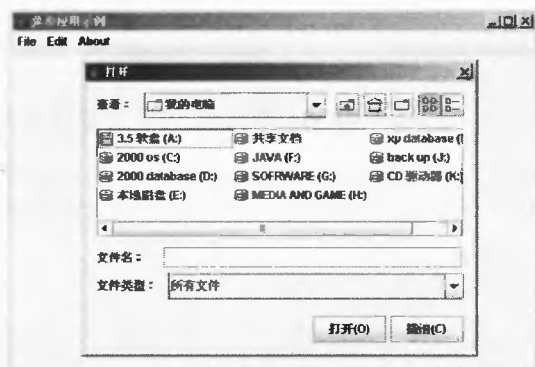 菜单应用示例
File Edit About
打开
查看：
我的电脑
3.5 软盘 (A:) 共享文档 xp database (I
2000 os (C:) JAVA (F:) back up (J:)
2000 database (D:) SOFRWARE (G:) CD 驱动器 (K:
本地磁盘 (E:) MEDIA AND GAME (H:)
文件名：
文件类型： 所有文件
打开(O) 撤消(C)